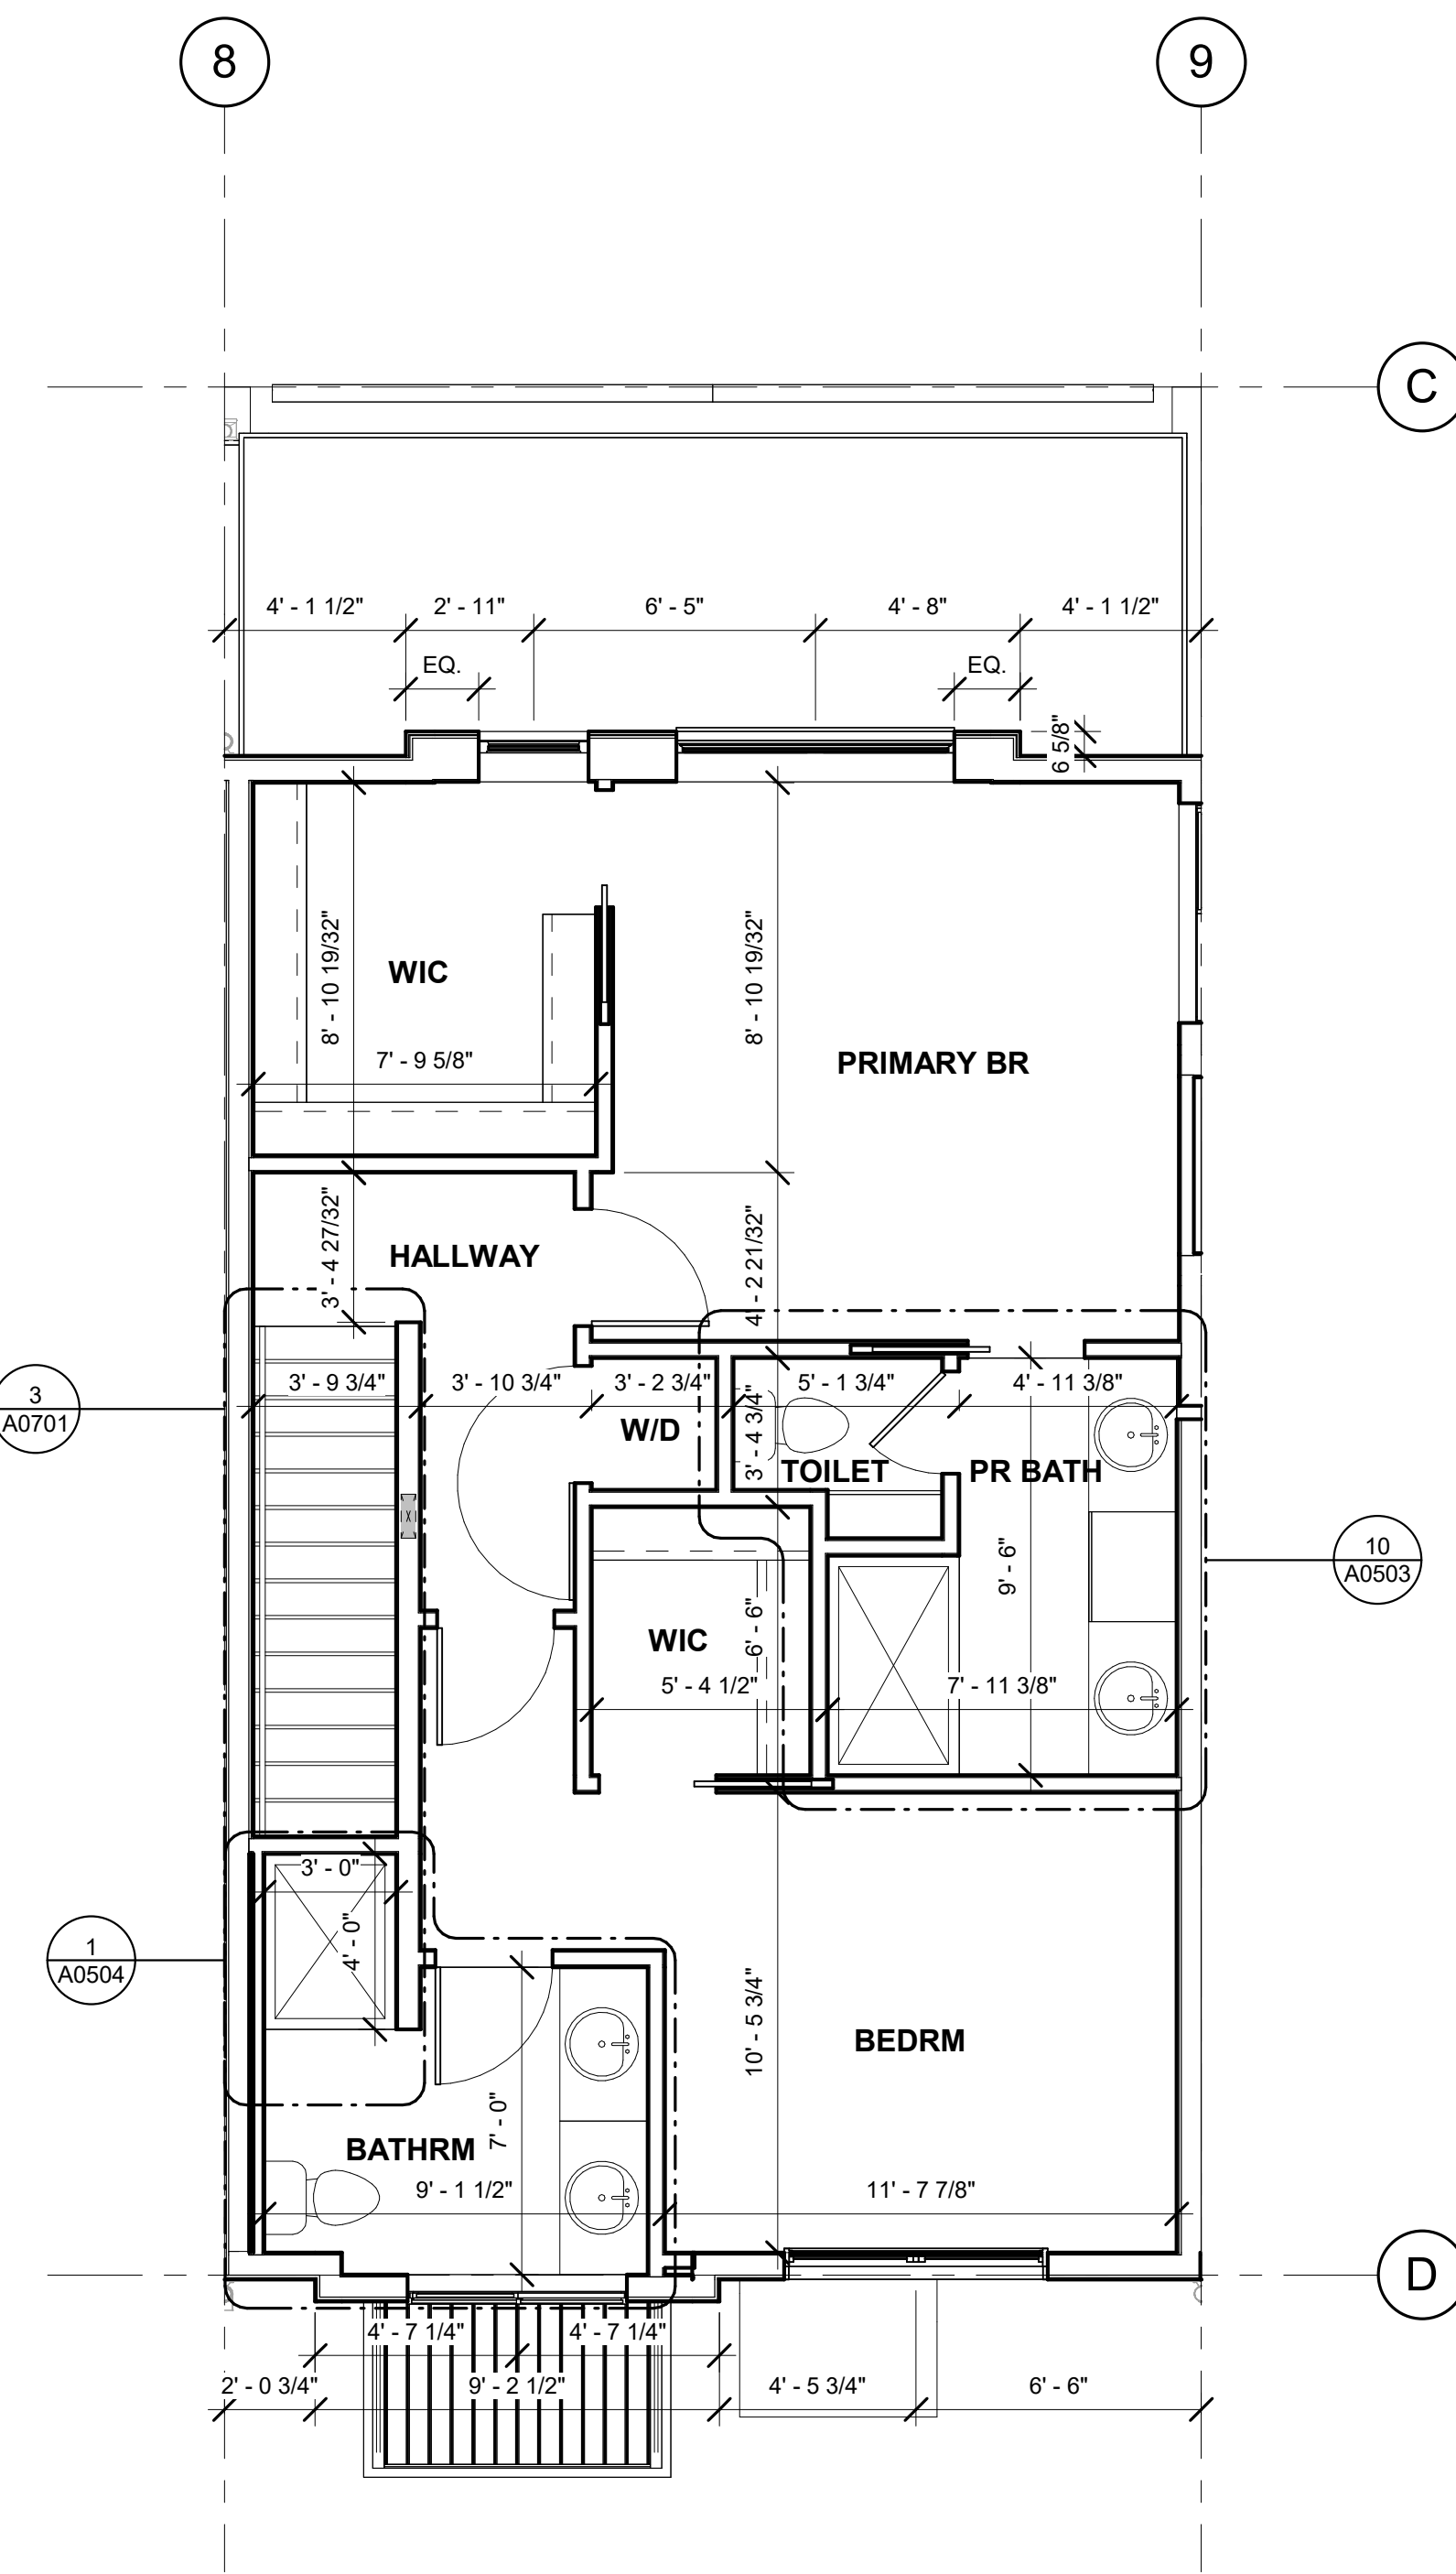 8
9
C
4' - 1 1/2"
2' - 11"
6' - 5"
4' - 8"
4' - 1 1/2"
EQ.
EQ.
6 5/8"
8' - 10 19/32"
8' - 10 19/32"
WIC
7' - 9 5/8"
PRIMARY BR
3' - 4 27/32"
HALLWAY
4' - 2 21/32"
3
A0701
3' - 9 3/4"
3' - 10 3/4"
3' - 2 3/4"
5' - 1 3/4"
4' - 11 3/8"
W/D
3' - 4 3/4"
TOILET
PR BATH
10
A0503
9' - 6"
WIC
6' - 6"
5' - 4 1/2"
7' - 11 3/8"
3' - 0"
4' - 0"
1
A0504
10' - 5 3/4"
BEDRM
7' - 0"
BATHRM
9' - 1 1/2"
11' - 7 7/8"
D
4' - 7 1/4"
4' - 7 1/4"
2' - 0 3/4"
9' - 2 1/2"
4' - 5 3/4"
6' - 6"